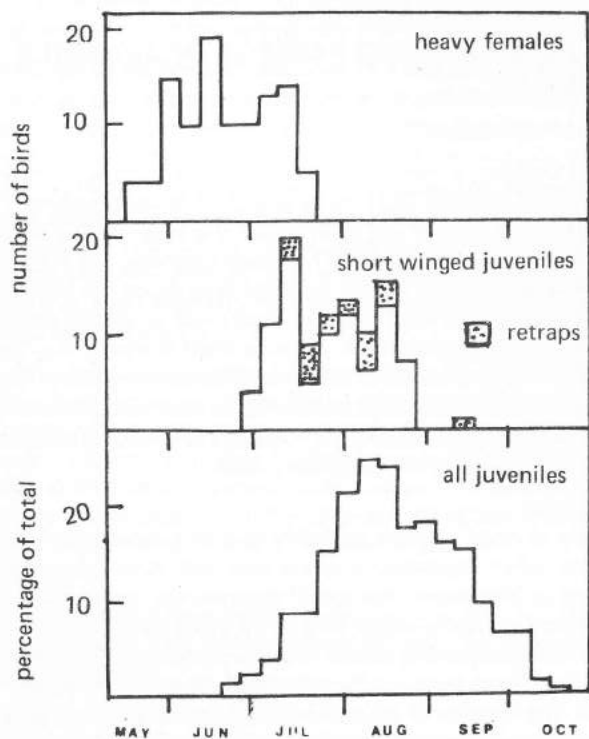 20
heavy females
10
number of birds
20
short winged juveniles
retraps
10
all juveniles
20
percentage of total
10
MAY JUN JUL AUG SEP OCT